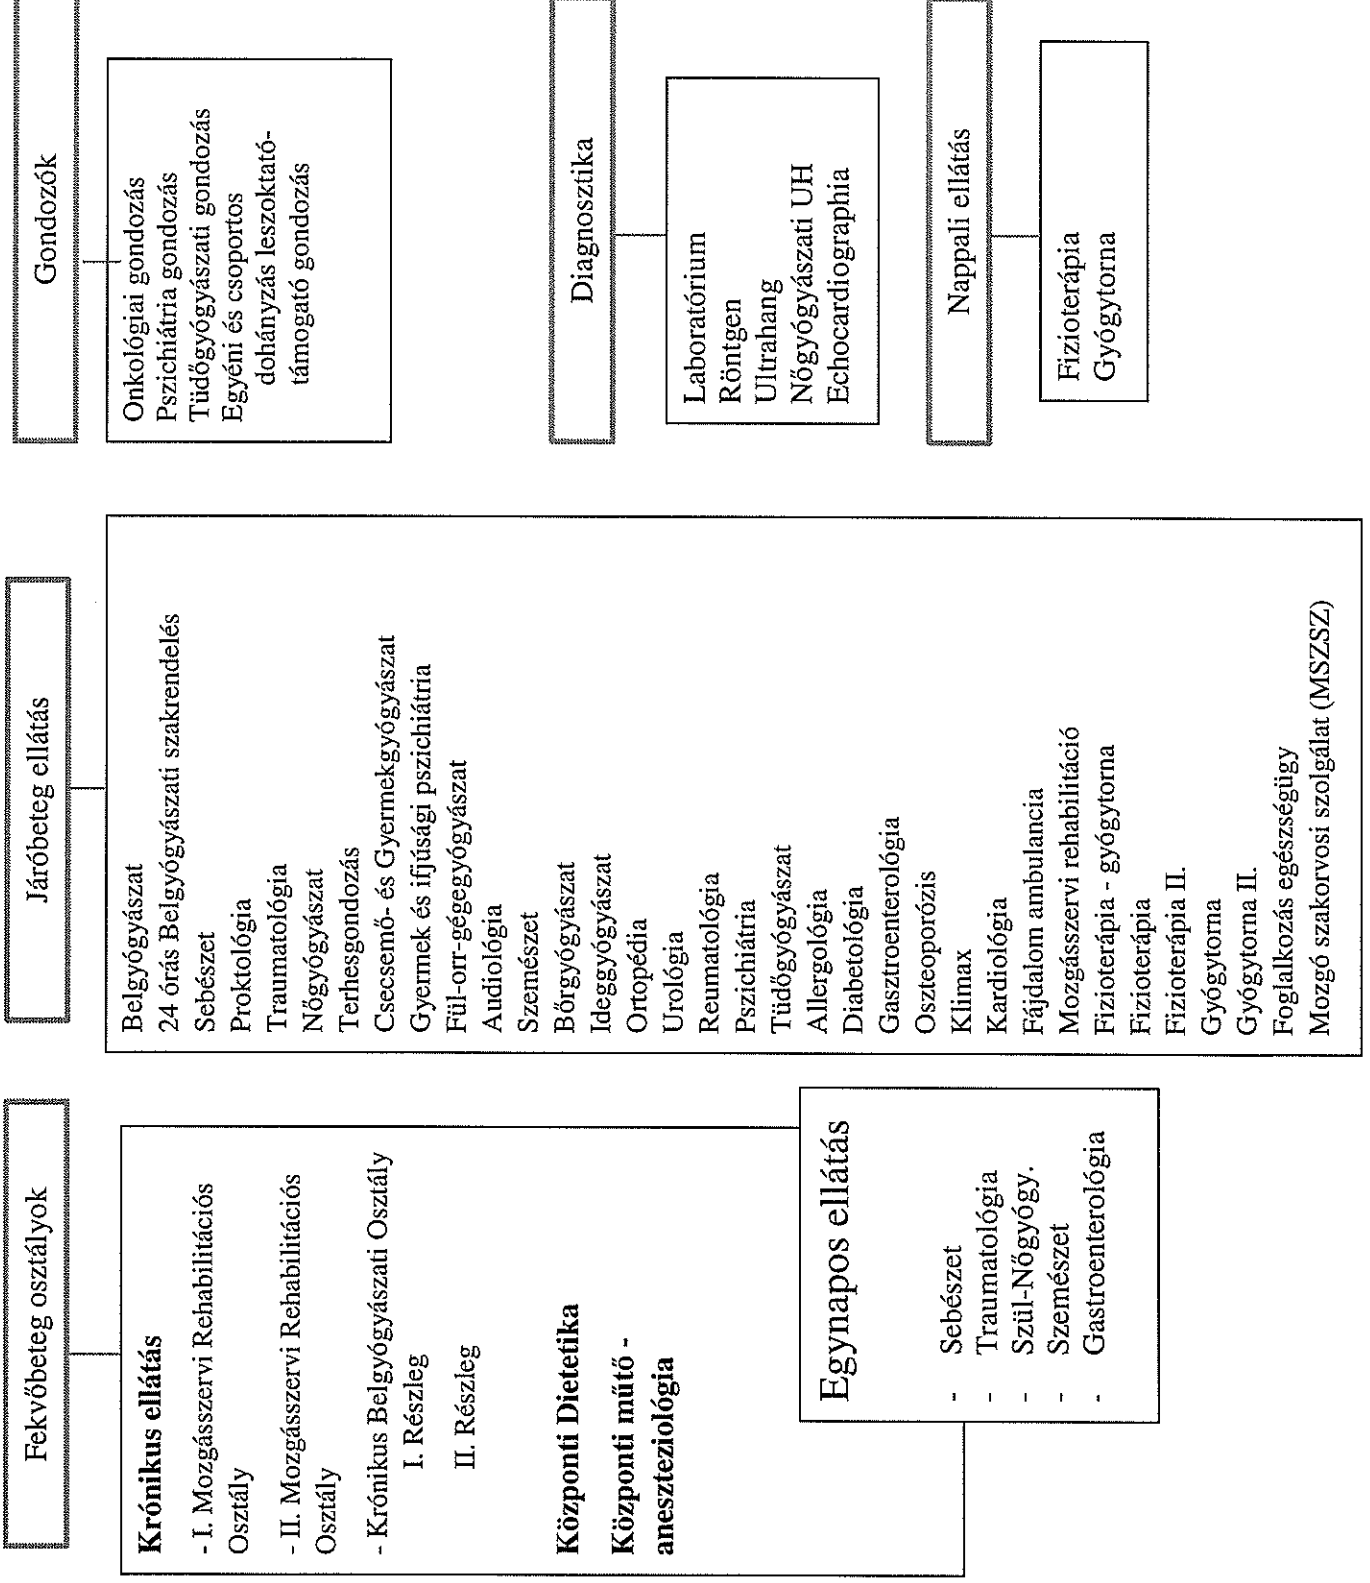 Fekvőbeteg osztályok
Krónikus ellátás
- I. Mozgásszervi Rehabilitációs
Osztály
- II. Mozgásszervi Rehabilitációs
Osztály
- Krónikus Belgyógyászati Osztály
I. Részleg
II. Részleg
Központi Dietetika
Központi műtő -
aneszteziológia
Egynapos ellátás
- Sebészet
- Traumatológia
- Szül-Nőgyógy.
- Szemészet
- Gastroenterológia
Járóbeteg ellátás
Belgyógyászat
24 órás Belgyógyászati szakrendelés
Sebészet
Proktológia
Traumatológia
Nőgyógyászat
Terhesgondozás
Csecsemő- és Gyermekgyógyászat
Gyermek és ifjúsági pszichiátria
Fül-orr-gégegyógyászat
Audiológia
Szemészet
Bőrgyógyászat
Ideggyógyászat
Ortopédia
Urológia
Reumatológia
Pszichiátria
Tüdőgyógyászat
Allergológia
Diabetológia
Gasztroenterológia
Oszteoporózis
Klimax
Kardiológia
Fájdalom ambulancia
Mozgásszervi rehabilitáció
Fizioterápia - gyógytorna
Fizioterápia
Fizioterápia II.
Gyógytorna
Gyógytorna II.
Foglalkozás egészségügy
Mozgó szakorvosi szolgálat (MSZSZ)
Gondozók
Onkológiai gondozás
Pszichiátria gondozás
Tüdőgyógyászati gondozás
Egyéni és csoportos
dohányzás leszoktató-
támogató gondozás
Diagnosztika
Laboratórium
Röntgen
Ultrahang
Nőgyógyászati UH
Echocardiographia
Nappali ellátás
Fizioterápia
Gyógytorna